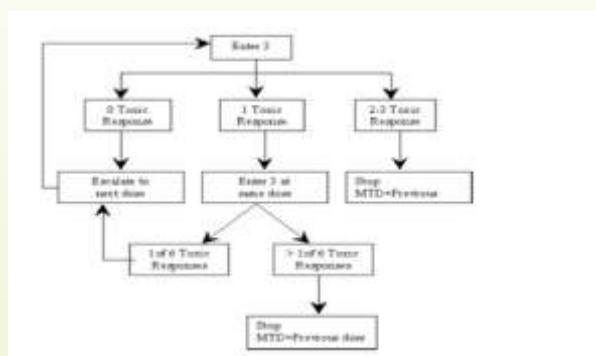 Enter 3
0 Toxic
Response
1 Toxic
Response
2-3 Toxic
Response
Escalate to
next dose
Enter 3 at
same dose
Stop
MTD=Previous
1 of 6 Toxic
Responses
> 1 of 6 Toxic
Responses
Stop
MTD=Previous dose